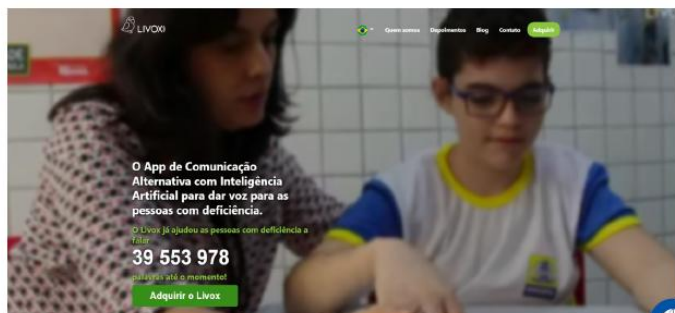 LIVOX
Quem somos Depoimentos Blog Contato Adquirir
O App de Comunicação
Alternativa com Inteligência
Artificial para dar voz para as
pessoas com deficiência.
O Livox já ajudou as pessoas com deficiência a
falar
39 553 978
palavras até o momento!
Adquirir o Livox